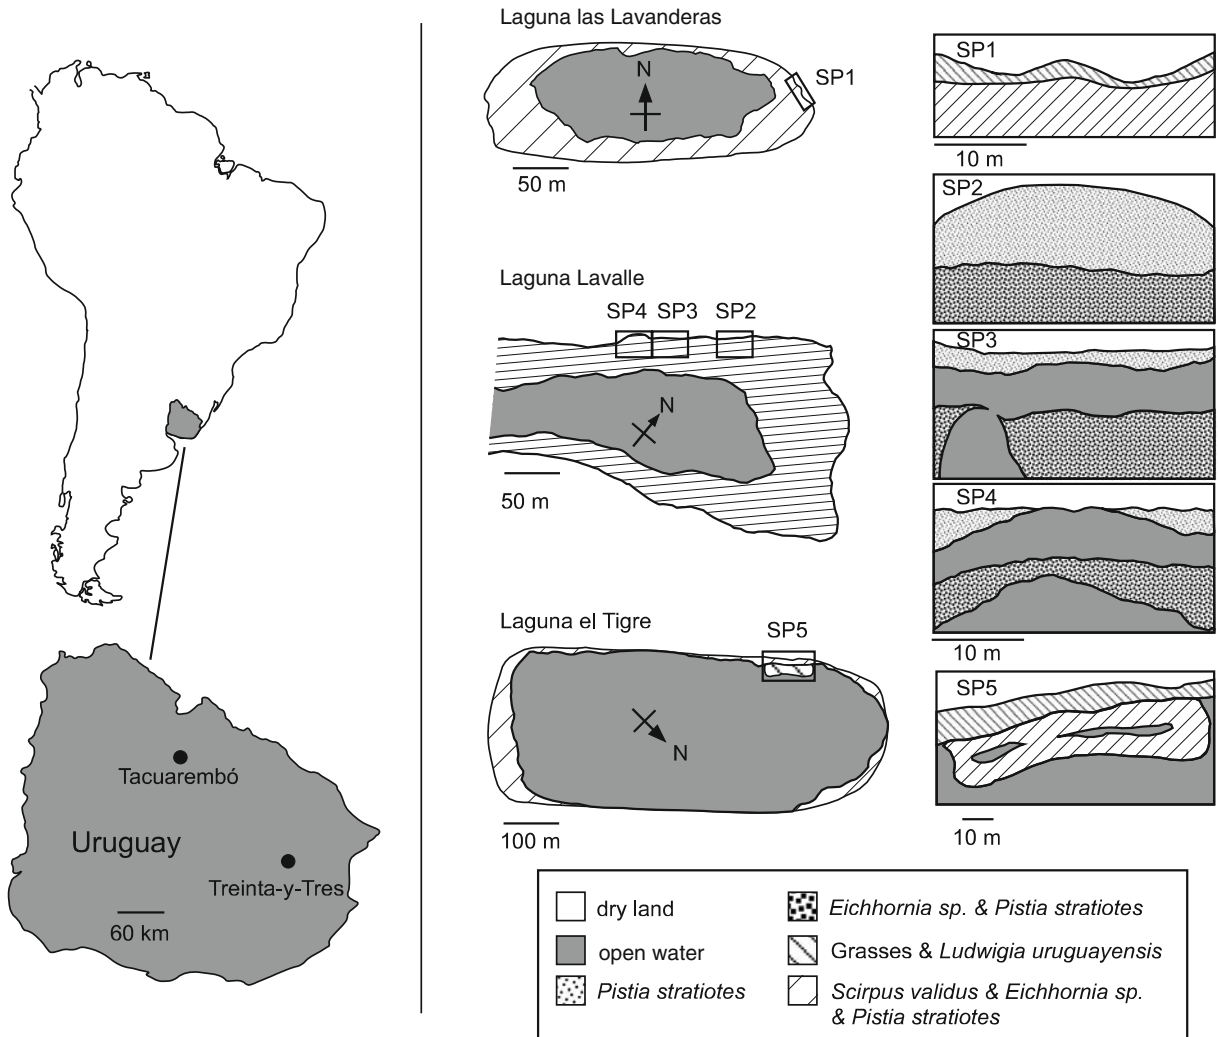 Laguna las Lavanderas
N
SP1
50 m
Laguna Lavalle
SP4 SP3 SP2
N
50 m
Laguna el Tigre
SP5
N
100 m
SP1
10 m
SP2
SP3
SP4
10 m
SP5
10 m
Tacuarembó
Uruguay
Treinta-y-Tres
60 km
dry land
open water
Pistia stratiotes
Eichhornia sp. & Pistia stratiotes
Grasses & Ludwigia uruguayensis
Scirpus validus & Eichhornia sp.
& Pistia stratiotes